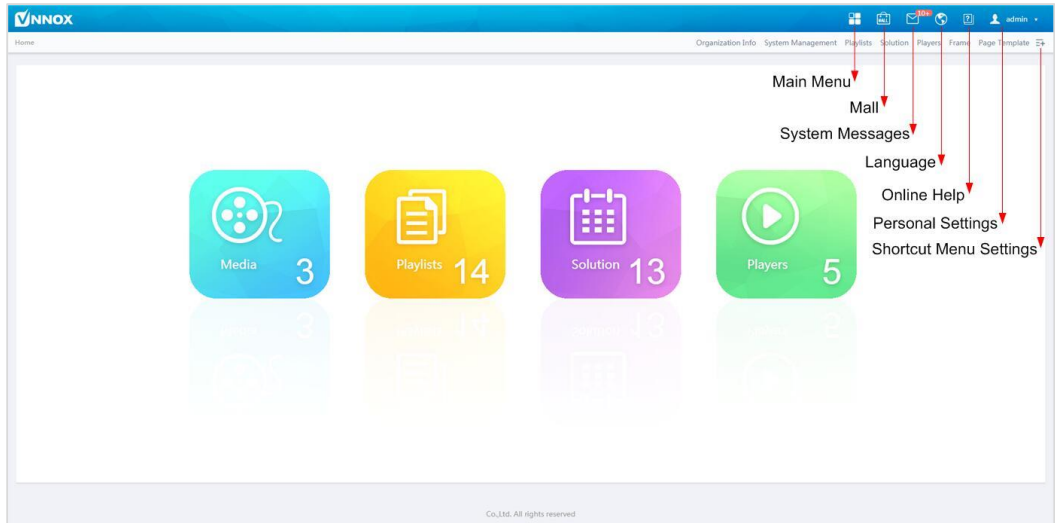 VNNOX
MALL
10+
?
admin
Home
Organization Info System Management Playlists Solution Players Frame Page Template
Main Menu
Mall
System Messages
Language
Online Help
Personal Settings
Shortcut Menu Settings
Media 3
Playlists 14
Solution 13
Players 5
Co.,Ltd. All rights reserved